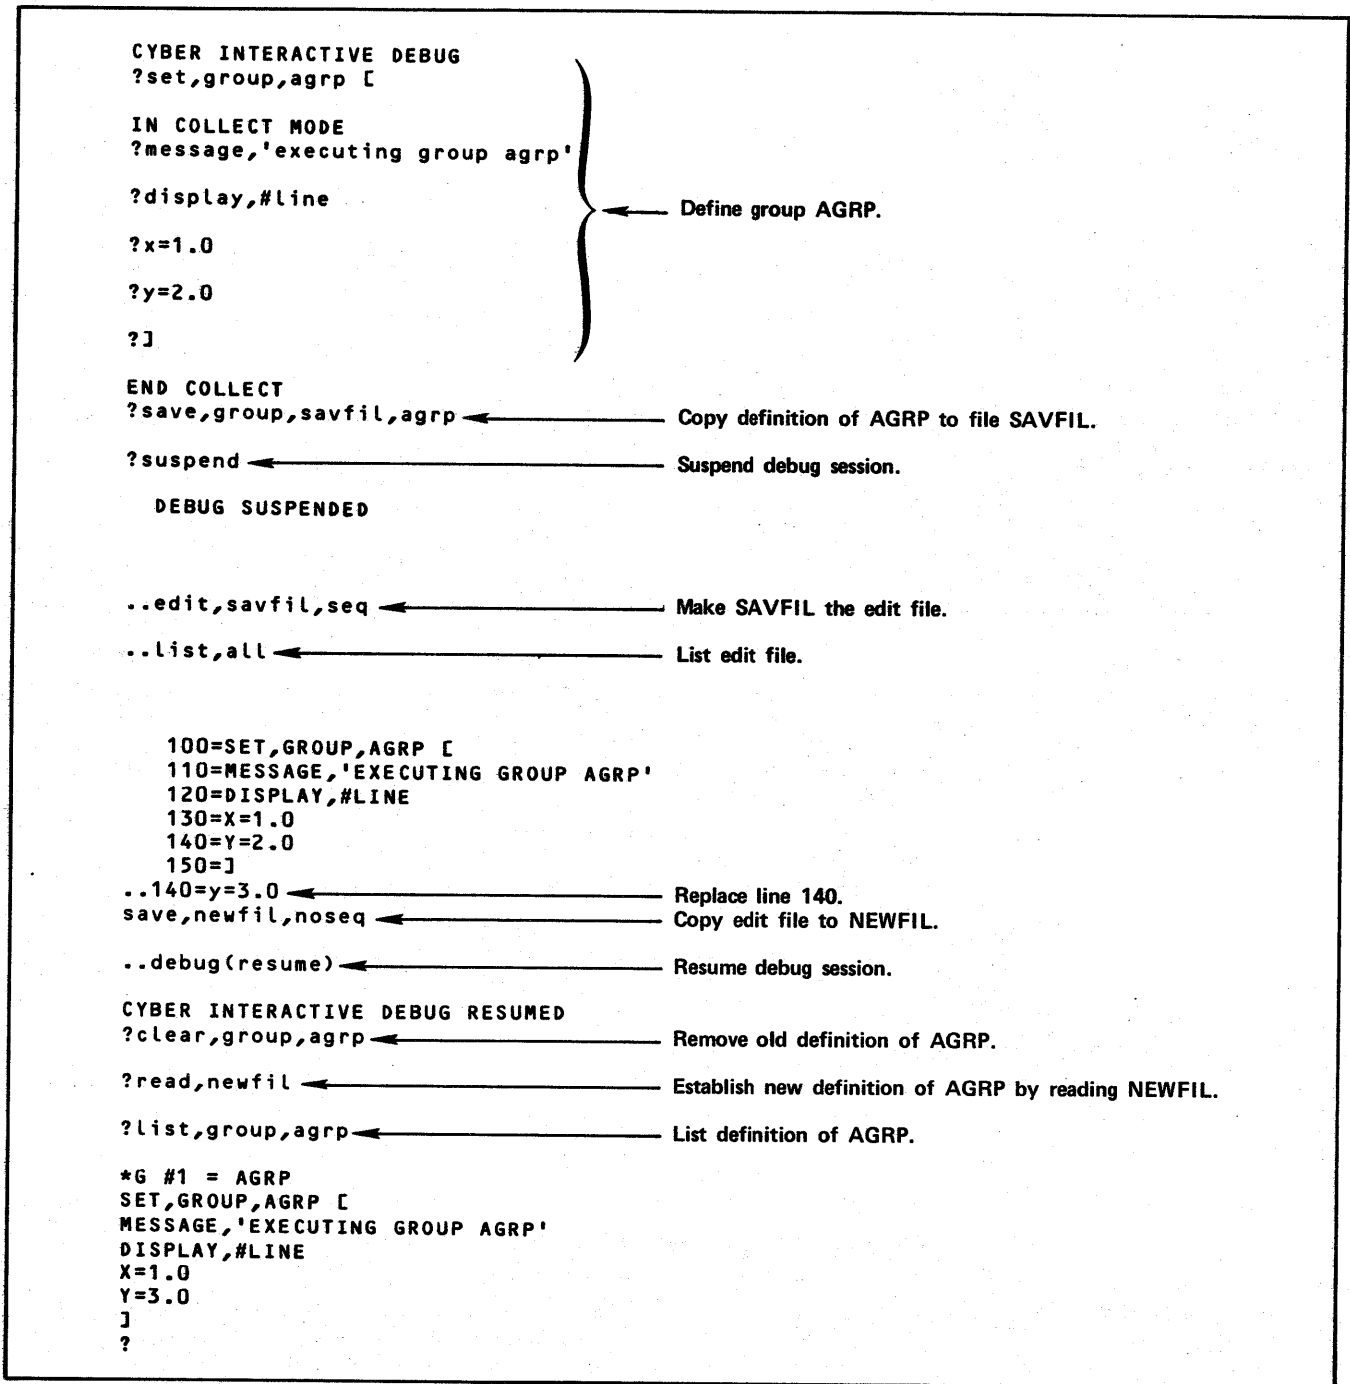 CYBER INTERACTIVE DEBUG
?set,group,agrp [
IN COLLECT MODE
?message,'executing group agrp'
?display,#line
Define group AGRP.
?x=1.0
?y=2.0
?]
END COLLECT
?save,group,savfil,agrp Copy definition of AGRP to file SAVFIL.
?suspend Suspend debug session.
DEBUG SUSPENDED
..edit,savfil,seq Make SAVFIL the edit file.
..list,all List edit file.
100=SET,GROUP,AGRP [
110=MESSAGE,'EXECUTING GROUP AGRP'
120=DISPLAY,#LINE
130=X=1.0
140=Y=2.0
150=]
..140=y=3.0 Replace line 140.
save,newfil,noseq Copy edit file to NEWFIL.
..debug(resume) Resume debug session.
CYBER INTERACTIVE DEBUG RESUMED
?clear,group,agrp Remove old definition of AGRP.
?read,newfil Establish new definition of AGRP by reading NEWFIL.
?list,group,agrp List definition of AGRP.
*G #1 = AGRP
SET,GROUP,AGRP [
MESSAGE,'EXECUTING GROUP AGRP'
DISPLAY,#LINE
X=1.0
Y=3.0
]
?